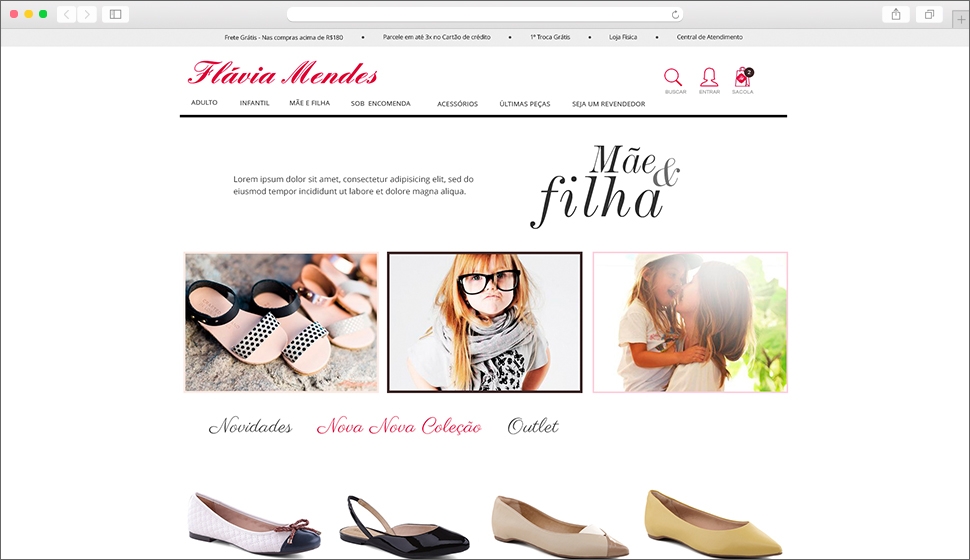 Frete Grátis - Nas compras acima de R$180 • Parcele em até 3x no Cartão de crédito • 1ª Troca Grátis • Loja Física • Central de Atendimento
Flávia Mendes
2
BUSCAR ENTRAR SACOLA
ADULTO INFANTIL MÃE E FILHA SOB ENCOMENDA ACESSÓRIOS ÚLTIMAS PEÇAS SEJA UM REVENDEDOR
Lorem ipsum dolor sit amet, consectetur adipisicing elit, sed do
eiusmod tempor incididunt ut labore et dolore magna aliqua.
Mãe &
filha
Novidades Nova Nova Coleção Outlet